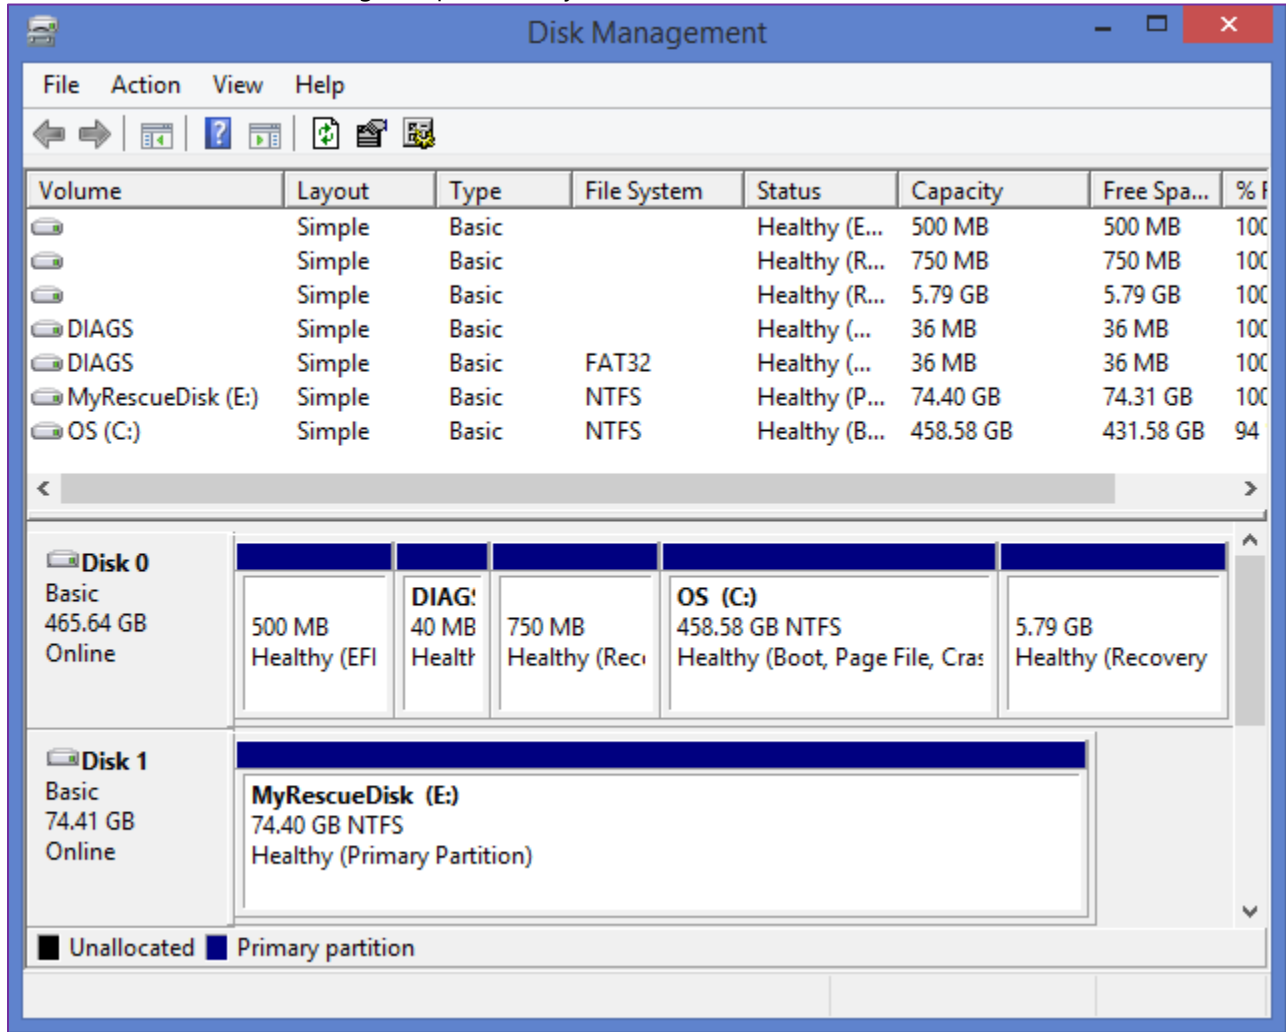 Disk Management
File Action View Help
Volume Layout Type File System Status Capacity Free Spa... % F
Simple Basic Healthy (E... 500 MB 500 MB 100
Simple Basic Healthy (R... 750 MB 750 MB 100
Simple Basic Healthy (R... 5.79 GB 5.79 GB 100
DIAGS Simple Basic Healthy (... 36 MB 36 MB 100
DIAGS Simple Basic FAT32 Healthy (... 36 MB 36 MB 100
MyRescueDisk (E:) Simple Basic NTFS Healthy (P... 74.40 GB 74.31 GB 100
OS (C:) Simple Basic NTFS Healthy (B... 458.58 GB 431.58 GB 94
Disk 0
Basic
465.64 GB
Online
500 MB
Healthy (EFI
DIAG
40 MB
Health
750 MB
Healthy (Reco
OS (C:)
458.58 GB NTFS
Healthy (Boot, Page File, Cras
5.79 GB
Healthy (Recovery
Disk 1
Basic
74.41 GB
Online
MyRescueDisk (E:)
74.40 GB NTFS
Healthy (Primary Partition)
Unallocated Primary partition